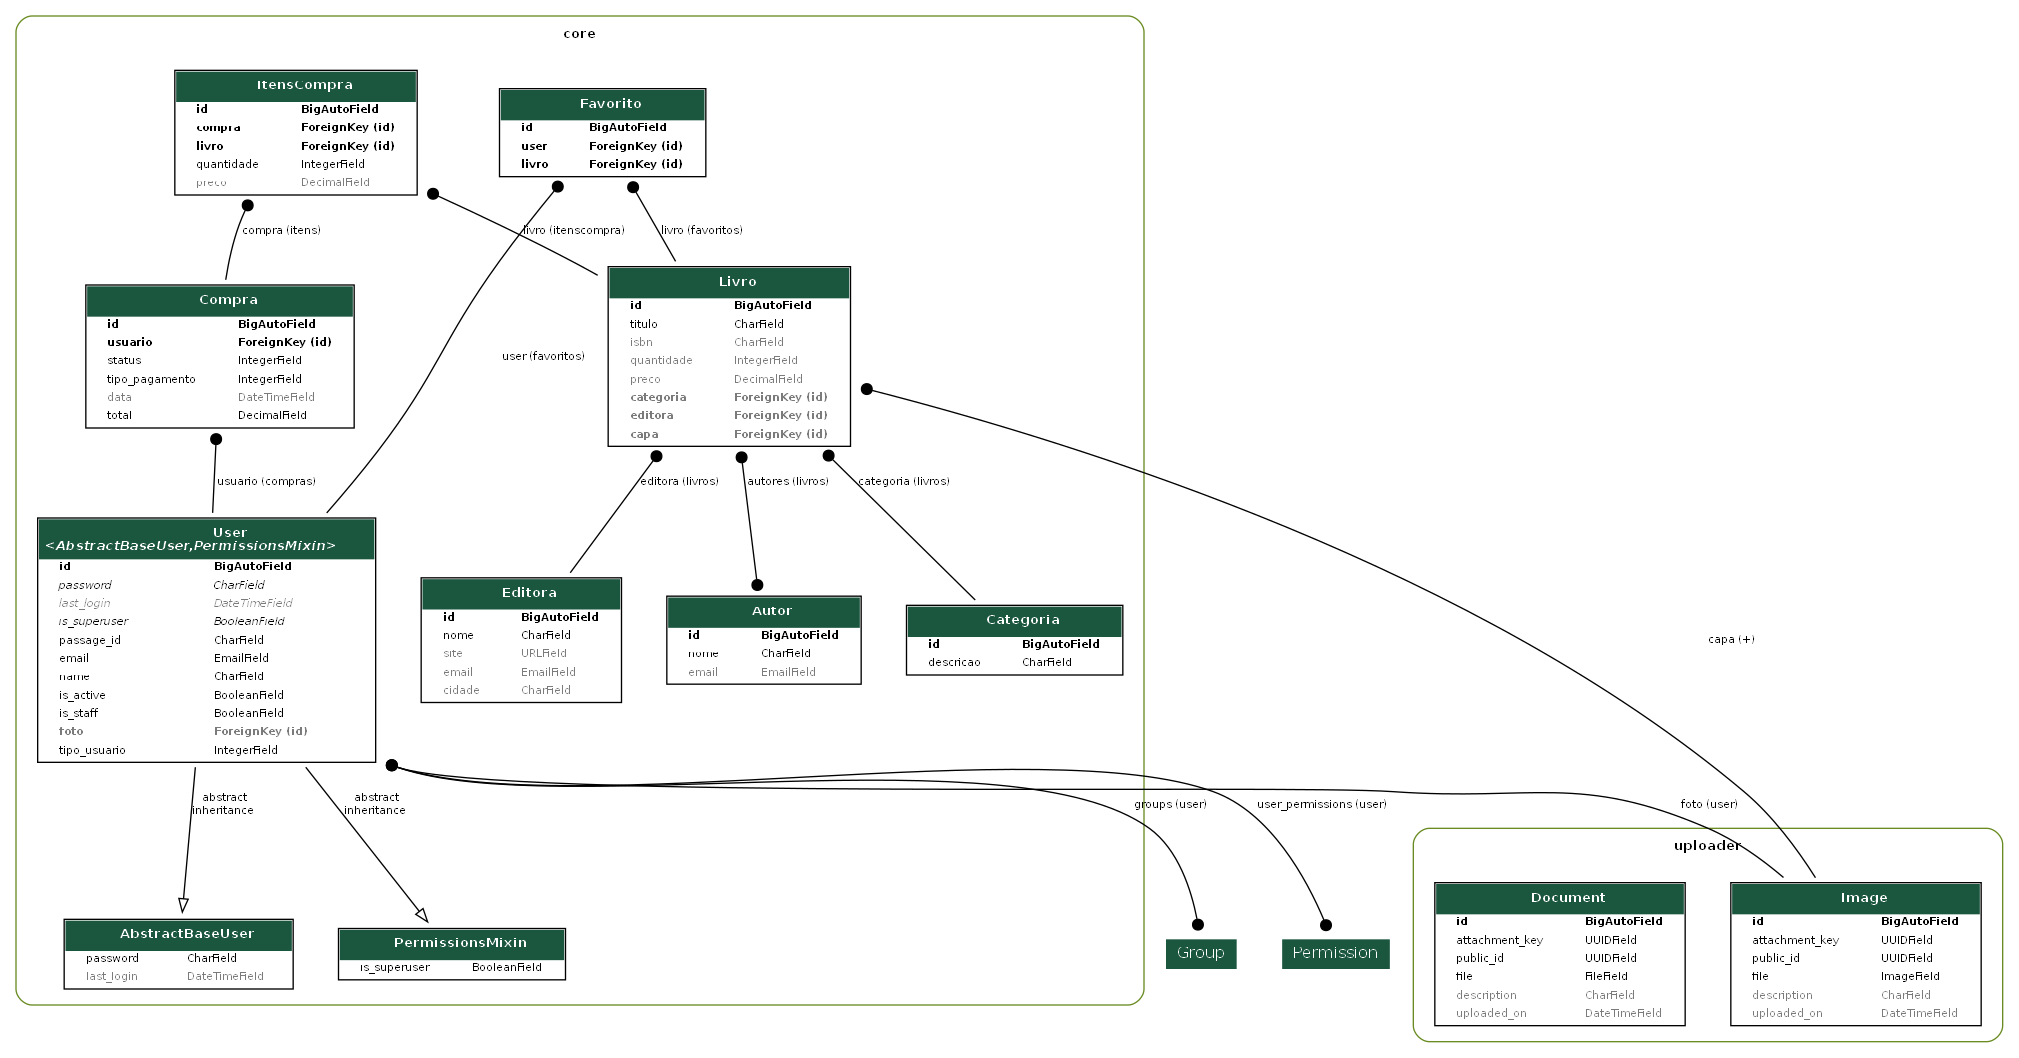 core
ItensCompra
id BigAutoField
compra ForeignKey (id)
livro ForeignKey (id)
quantidade IntegerField
preco DecimalField
Favorito
id BigAutoField
user ForeignKey (id)
livro ForeignKey (id)
compra (itens)
livro (itenscompra)
livro (favoritos)
Compra
id BigAutoField
usuario ForeignKey (id)
status IntegerField
tipo_pagamento IntegerField
data DateTimeField
total DecimalField
user (favoritos)
Livro
id BigAutoField
titulo CharField
isbn CharField
quantidade IntegerField
preco DecimalField
categoria ForeignKey (id)
editora ForeignKey (id)
capa ForeignKey (id)
usuario (compras)
editora (livros)
autores (livros)
categoria (livros)
User
<AbstractBaseUser,PermissionsMixin>
id BigAutoField
password CharField
last_login DateTimeField
is_superuser BooleanField
passage_id CharField
email EmailField
name CharField
is_active BooleanField
is_staff BooleanField
foto ForeignKey (id)
tipo_usuario IntegerField
Editora
id BigAutoField
nome CharField
site URLField
email EmailField
cidade CharField
Autor
id BigAutoField
nome CharField
email EmailField
Categoria
id BigAutoField
descricao CharField
capa (+)
abstract
inheritance
abstract
inheritance
groups (user)
user_permissions (user)
foto (user)
AbstractBaseUser
password CharField
last_login DateTimeField
PermissionsMixin
is_superuser BooleanField
Group
Permission
uploader
Document
id BigAutoField
attachment_key UUIDField
public_id UUIDField
file FileField
description CharField
uploaded_on DateTimeField
Image
id BigAutoField
attachment_key UUIDField
public_id UUIDField
file ImageField
description CharField
uploaded_on DateTimeField